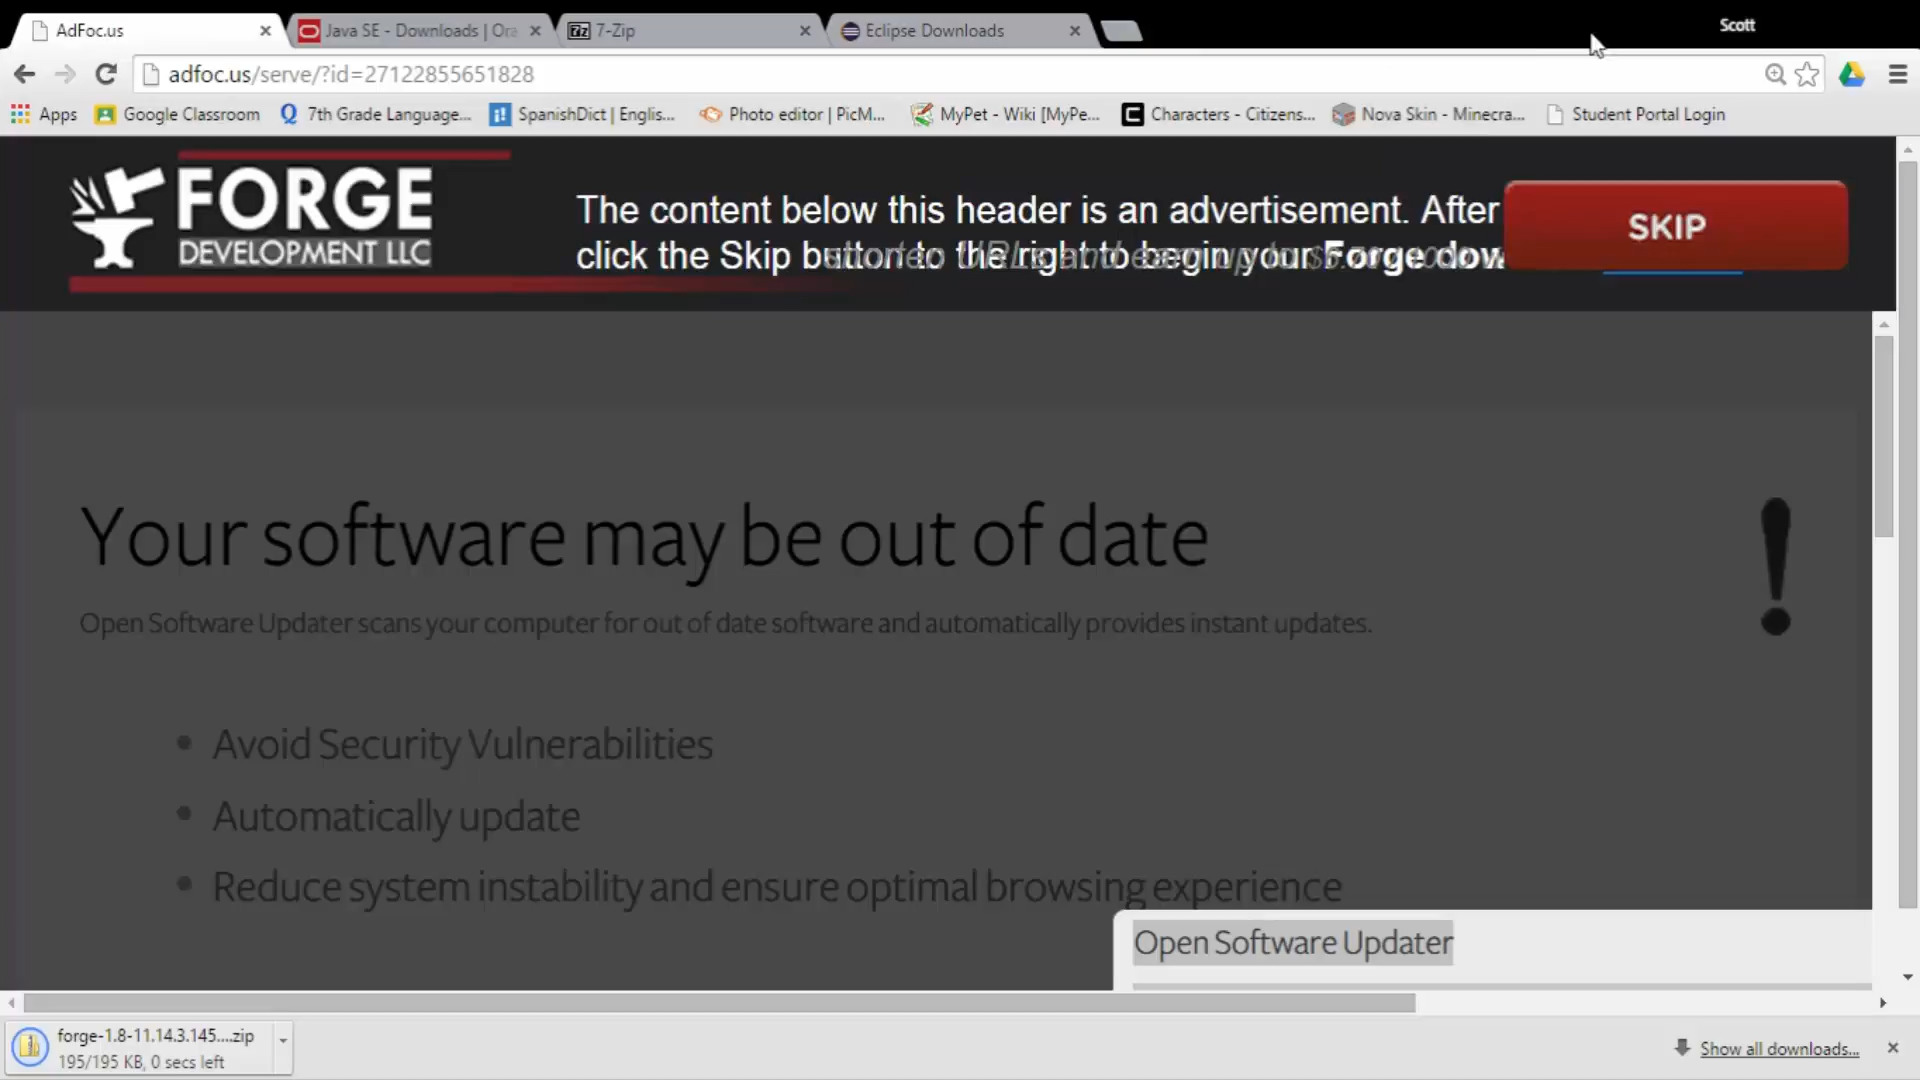 AdFoc.us
Java SE - Downloads | Ora
7-Zip
Eclipse Downloads
Scott
adfoc.us/serve/?id=27122855651828
Apps
Google Classroom
7th Grade Language...
SpanishDict | Englis...
Photo editor | PicM...
MyPet - Wiki [MyPe...
Characters - Citizens...
Nova Skin - Minecra...
Student Portal Login
FORGE
DEVELOPMENT LLC
The content below this header is an advertisement. After
click the Skip button to the right to begin your Forge dow
SKIP
Your software may be out of date
Open Software Updater scans your computer for out of date software and automatically provides instant updates.
• Avoid Security Vulnerabilities
• Automatically update
• Reduce system instability and ensure optimal browsing experience
Open Software Updater
forge-1.8-11.14.3.145....zip
195/195 KB, 0 secs left
Show all downloads...